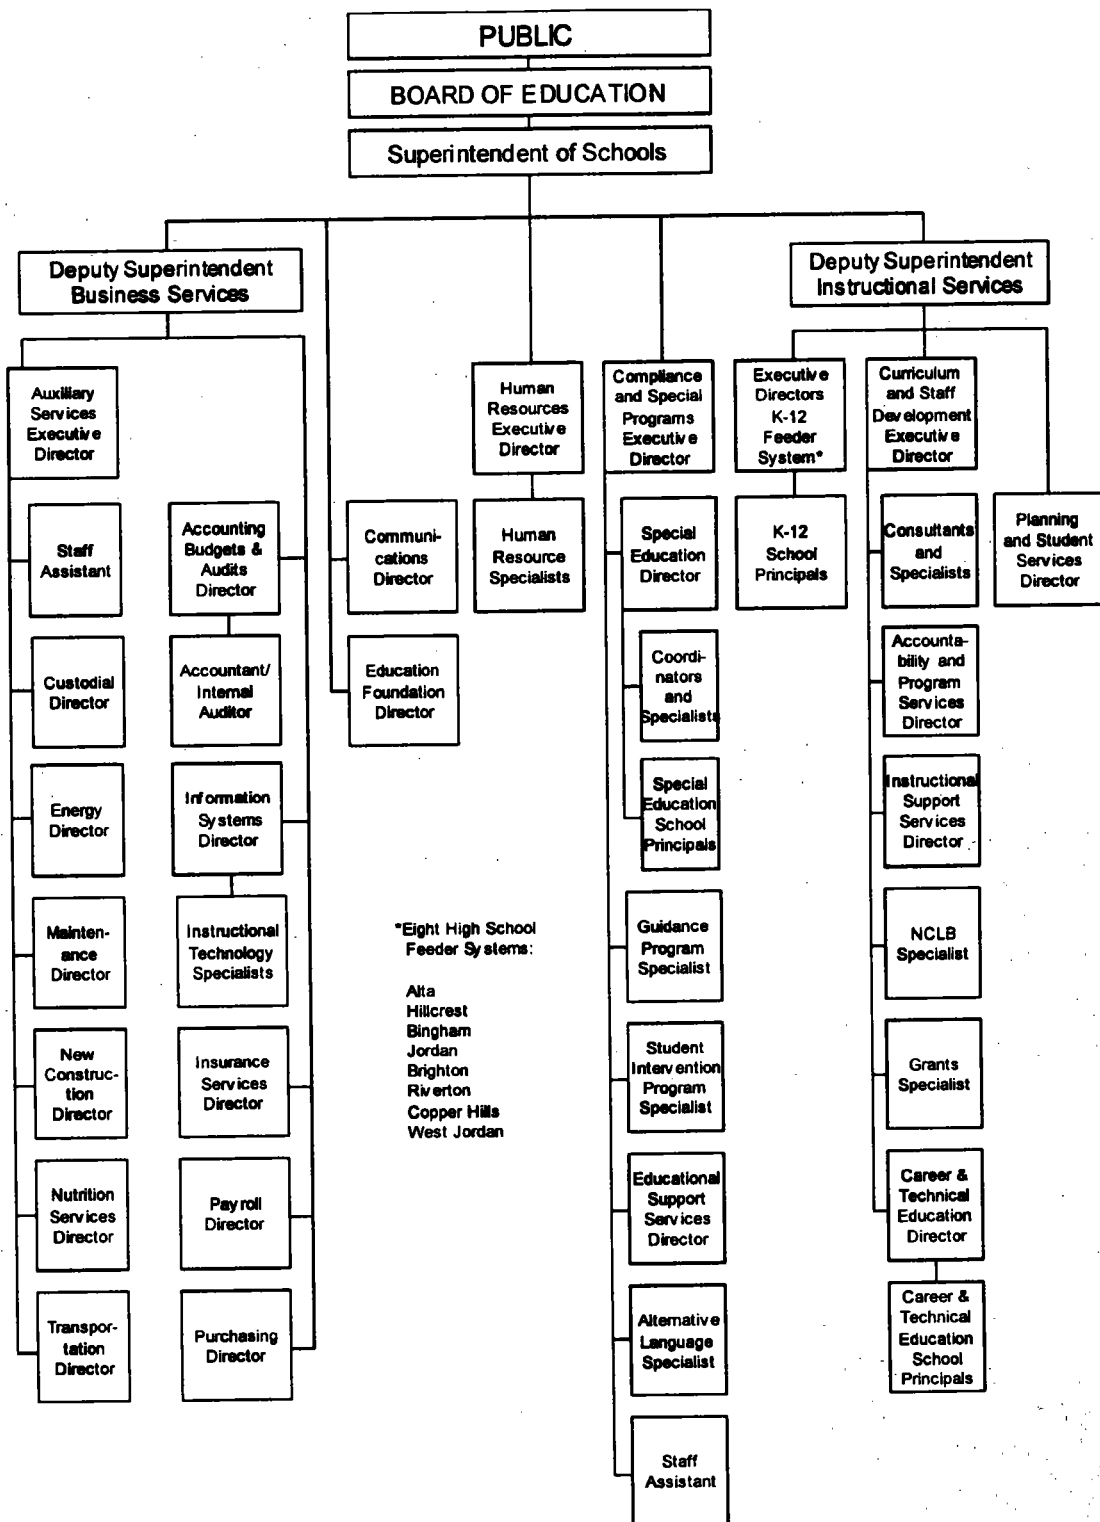 PUBLIC
BOARD OF EDUCATION
Superintendent of Schools
Deputy Superintendent
Business Services
Deputy Superintendent
Instructional Services
Auxiliary
Services
Executive
Director
Human
Resources
Executive
Director
Compliance
and Special
Programs
Executive
Director
Executive
Directors
K-12
Feeder
System*
Curriculum
and Staff
Development
Executive
Director
Staff
Assistant
Accounting
Budgets &
Audits
Director
Communi-
cations
Director
Human
Resource
Specialists
Special
Education
Director
K-12
School
Principals
Consultants
and
Specialists
Planning
and Student
Services
Director
Custodial
Director
Accountant/
Internal
Auditor
Education
Foundation
Director
Coordi-
nators
and
Specialists
Accounta-
bility and
Program
Services
Director
Energy
Director
Information
Systems
Director
Special
Education
School
Principals
Instructional
Support
Services
Director
Mainten-
ance
Director
Instructional
Technology
Specialists
*Eight High School
Feeder Systems:
Alta
Hillcrest
Bingham
Jordan
Brighton
Riverton
Copper Hills
West Jordan
Guidance
Program
Specialist
NCLB
Specialist
New
Construc-
tion
Director
Insurance
Services
Director
Student
Intervention
Program
Specialist
Grants
Specialist
Nutrition
Services
Director
Payroll
Director
Educational
Support
Services
Director
Career &
Technical
Education
Director
Transpor-
tation
Director
Purchasing
Director
Alternative
Language
Specialist
Career &
Technical
Education
School
Principals
Staff
Assistant